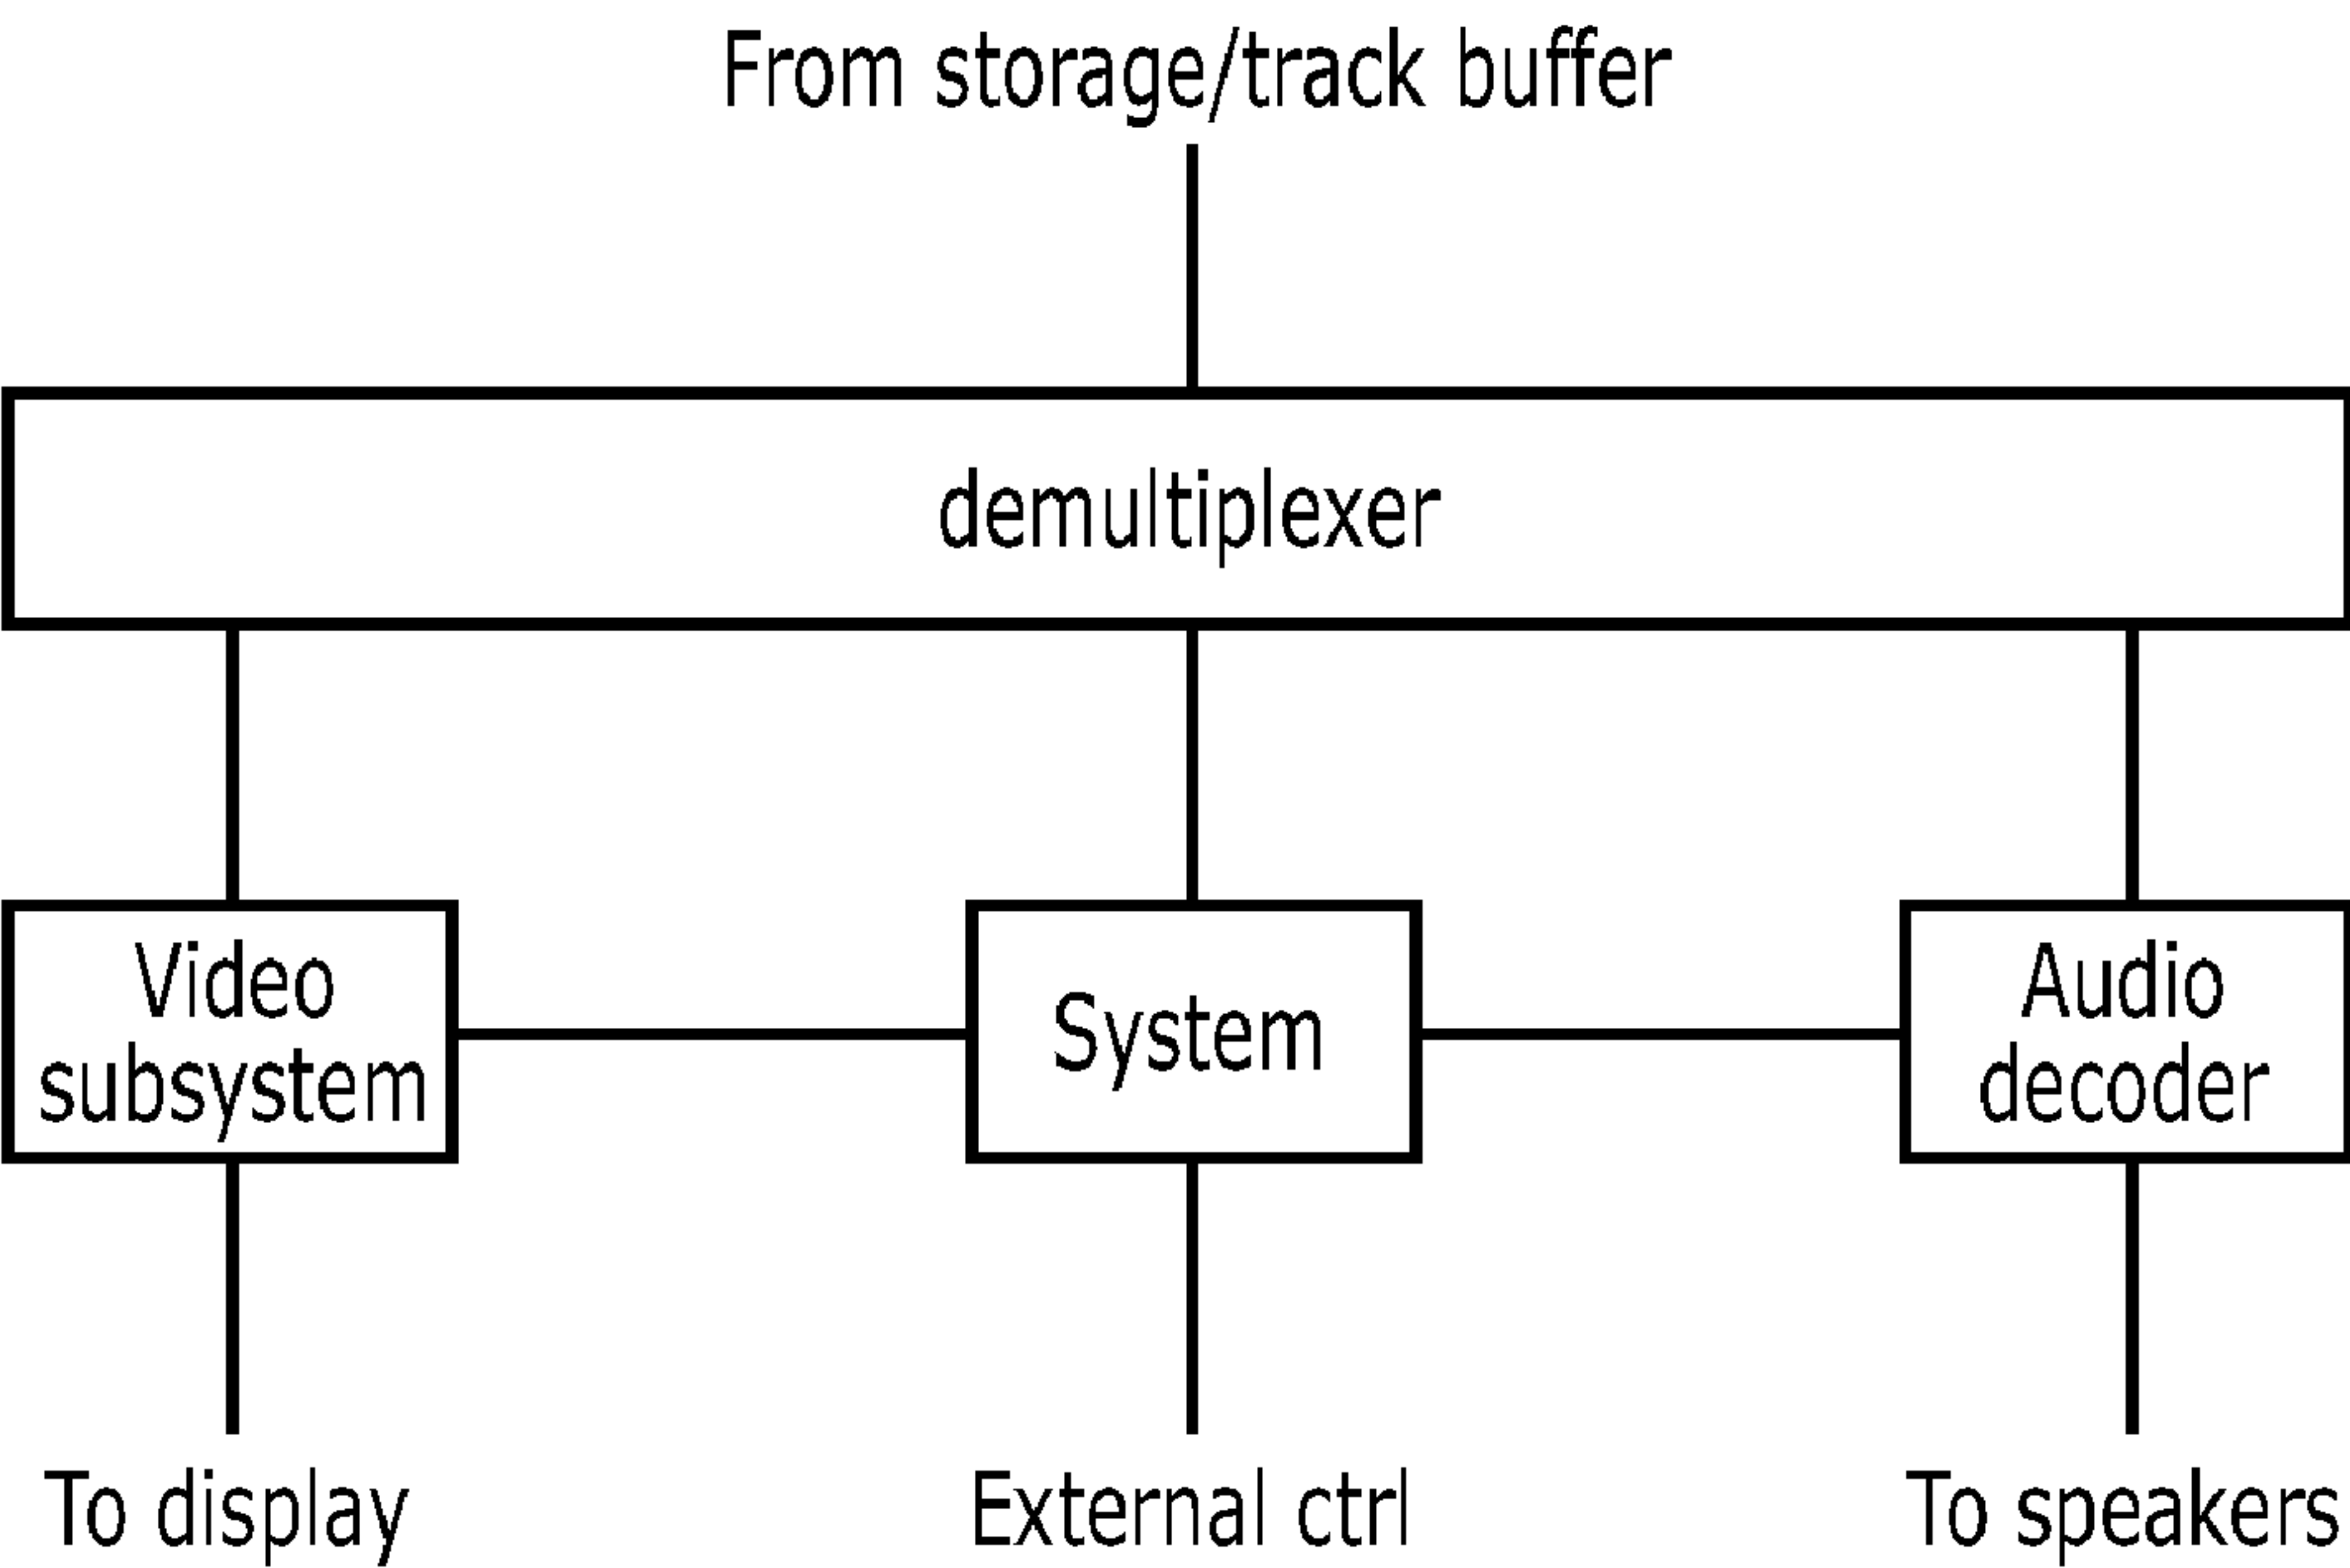 From storage/track buffer
demultiplexer
Video
subsystem
System
Audio
decoder
To display
External ctrl
To speakers